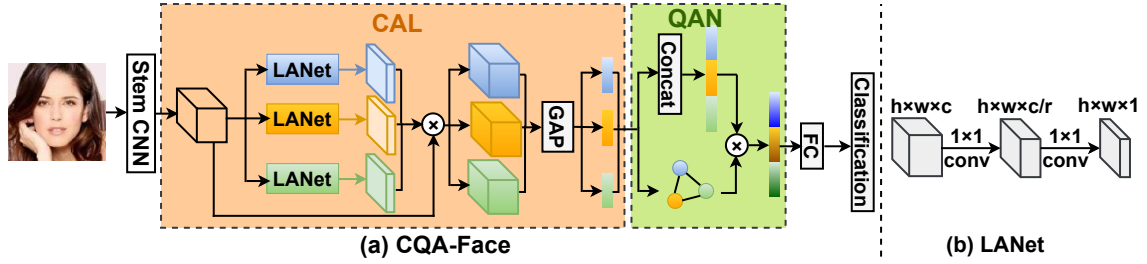 CAL
QAN
Stem CNN
LANet
LANet
LANet
×
GAP
Concat
×
FC
Classification
h×w×c
h×w×c/r
h×w×1
1×1
conv
1×1
conv
(a) CQA-Face
(b) LANet